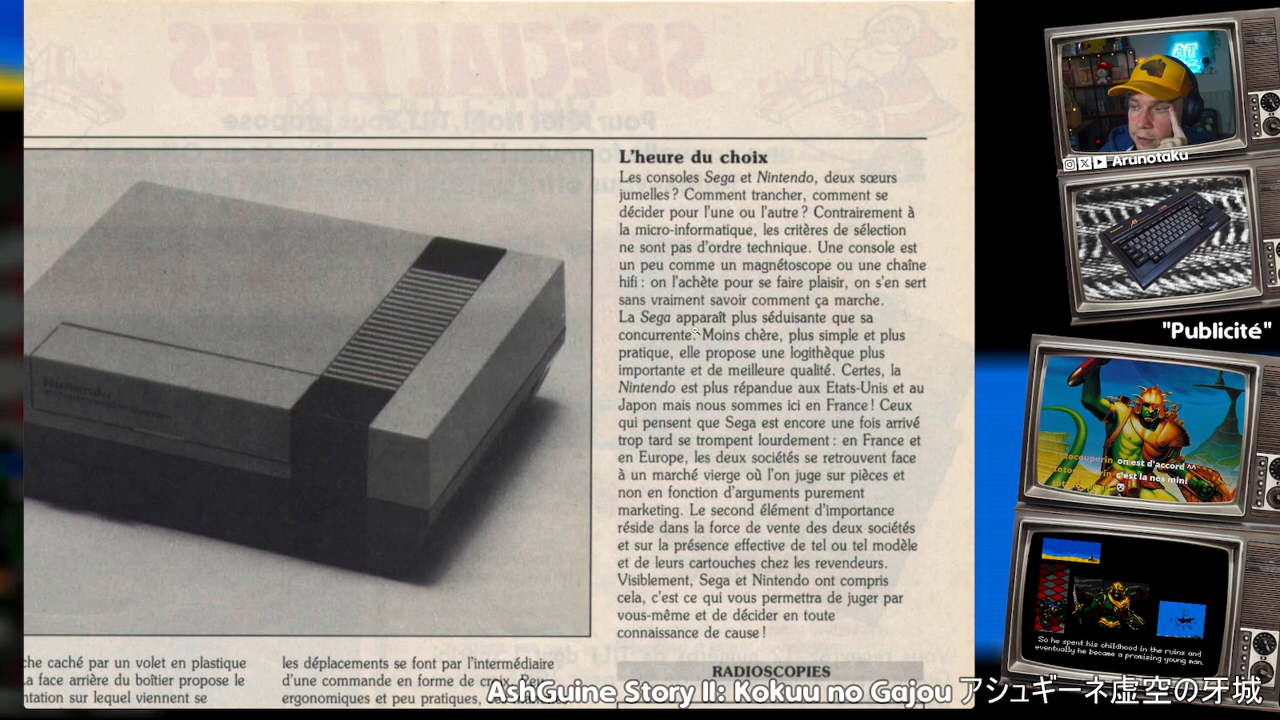 L'heure du choix
Les consoles Sega et Nintendo, deux sœurs
jumelles ? Comment trancher, comment se
décider pour l'une ou l'autre ? Contrairement à
la micro-informatique, les critères de sélection
ne sont pas d'ordre technique. Une console est
un peu comme un magnétoscope ou une chaîne
hifi : on l'achète pour se faire plaisir, on s'en sert
sans vraiment savoir comment ça marche.
La Sega apparaît plus séduisante que sa
concurrente. Moins chère, plus simple et plus
pratique, elle propose une logithèque plus
importante et de meilleure qualité. Certes, la
Nintendo est plus répandue aux Etats-Unis et au
Japon mais nous sommes ici en France ! Ceux
qui pensent que Sega est encore une fois arrivé
trop tard se trompent lourdement : en France et
en Europe, les deux sociétés se retrouvent face
à un marché vierge où l'on juge sur pièces et
non en fonction d'arguments purement
marketing. Le second élément d'importance
réside dans la force de vente des deux sociétés
et sur la présence effective de tel ou tel modèle
et de leurs cartouches chez les revendeurs.
Visiblement, Sega et Nintendo ont compris
cela, c'est ce qui vous permettra de juger par
vous-même et de décider en toute
connaissance de cause !
RADIOSCOPIES
che caché par un volet en plastique
La face arrière du boîtier propose le
ntation sur lequel viennent se
les déplacements se font par l'intermédiaire
d'une commande en forme de croix.
ergonomiques et peu pratiques,
Nintendo
Arunotaku
"Publicité"
on est d'accord ^^
c'est la nes mini
So he spent his childhood in the ruins and
eventually he became a promising young man.
AshGuine Story II: Kokuu no Gajou アシュギーネ虚空の牙城